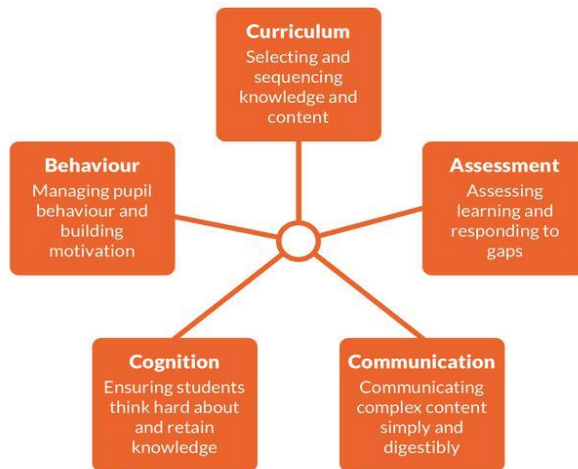 Curriculum
Selecting and
sequencing
knowledge and
content
Behaviour
Managing pupil
behaviour and
building
motivation
Assessment
Assessing
learning and
responding to
gaps
Cognition
Ensuring students
think hard about
and retain
knowledge
Communication
Communicating
complex content
simply and
digestibly